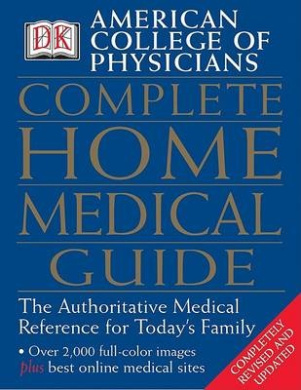 DK
AMERICAN
COLLEGE OF
PHYSICIANS
COMPLETE
HOME
MEDICAL
GUIDE
The Authoritative Medical
Reference for Today's Family
• Over 2,000 full-color images
plus best online medical sites
COMPLETELY
REVISED AND
UPDATED